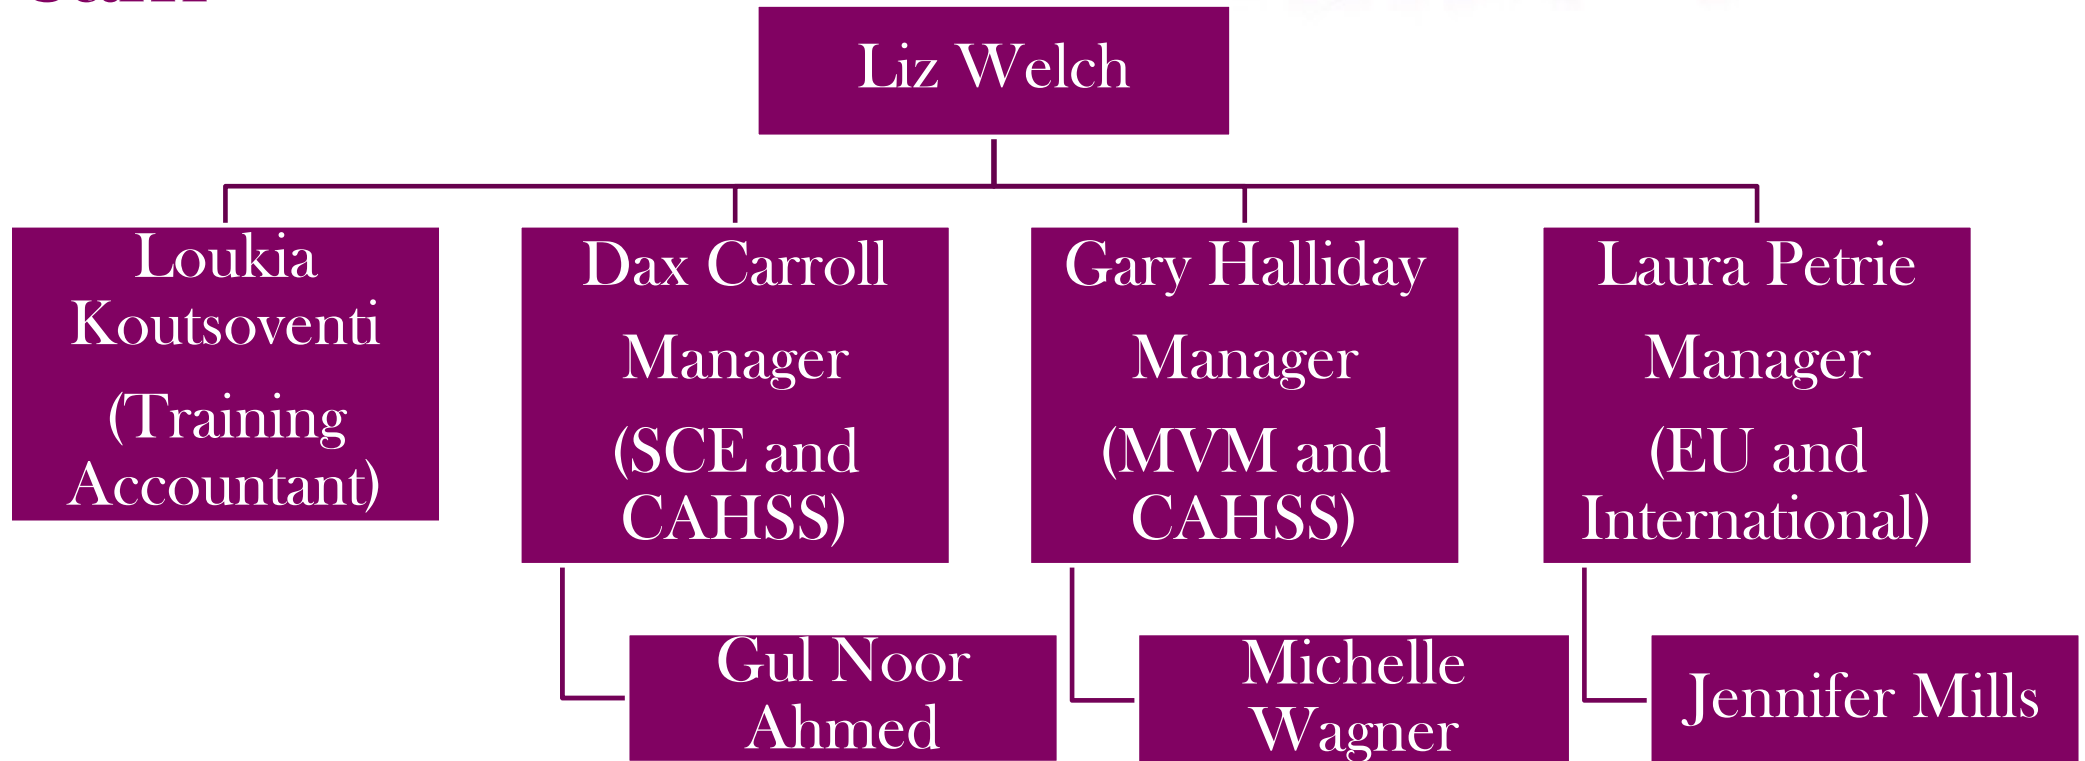 Liz Welch
Loukia
Koutsoventi
(Training
Accountant)
Dax Carroll
Manager
(SCE and
CAHSS)
Gary Halliday
Manager
(MVM and
CAHSS)
Laura Petrie
Manager
(EU and
International)
Gul Noor
Ahmed
Michelle
Wagner
Jennifer Mills